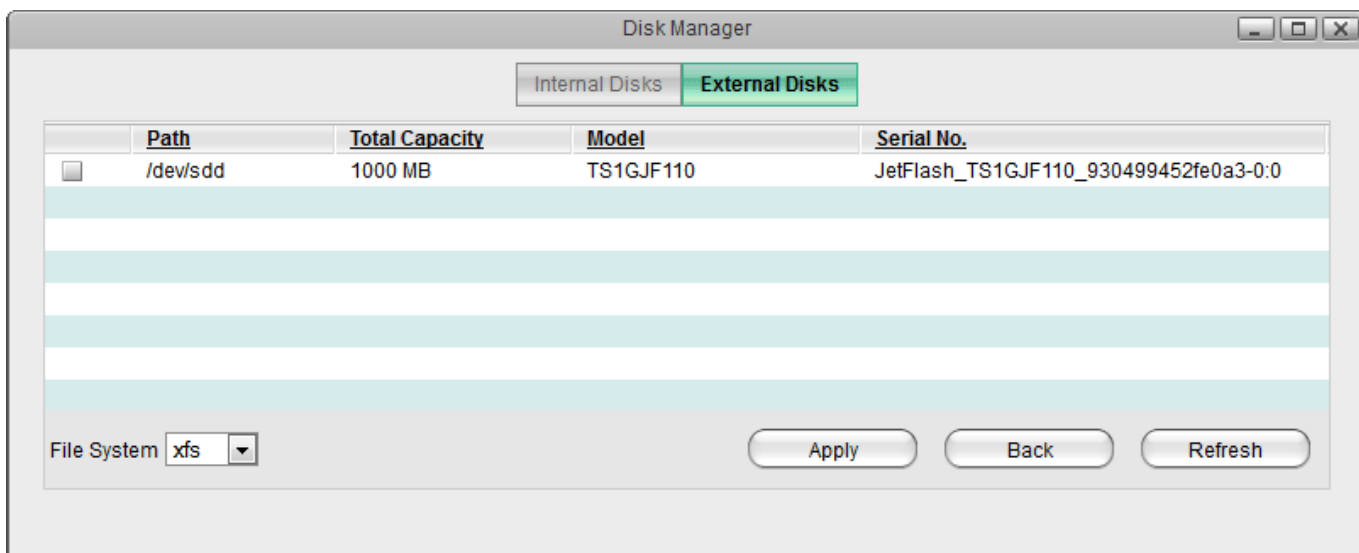 Disk Manager
Internal Disks External Disks
Path Total Capacity Model Serial No.
/dev/sdd 1000 MB TS1GJF110 JetFlash_TS1GJF110_930499452fe0a3-0:0
File System xfs Apply Back Refresh